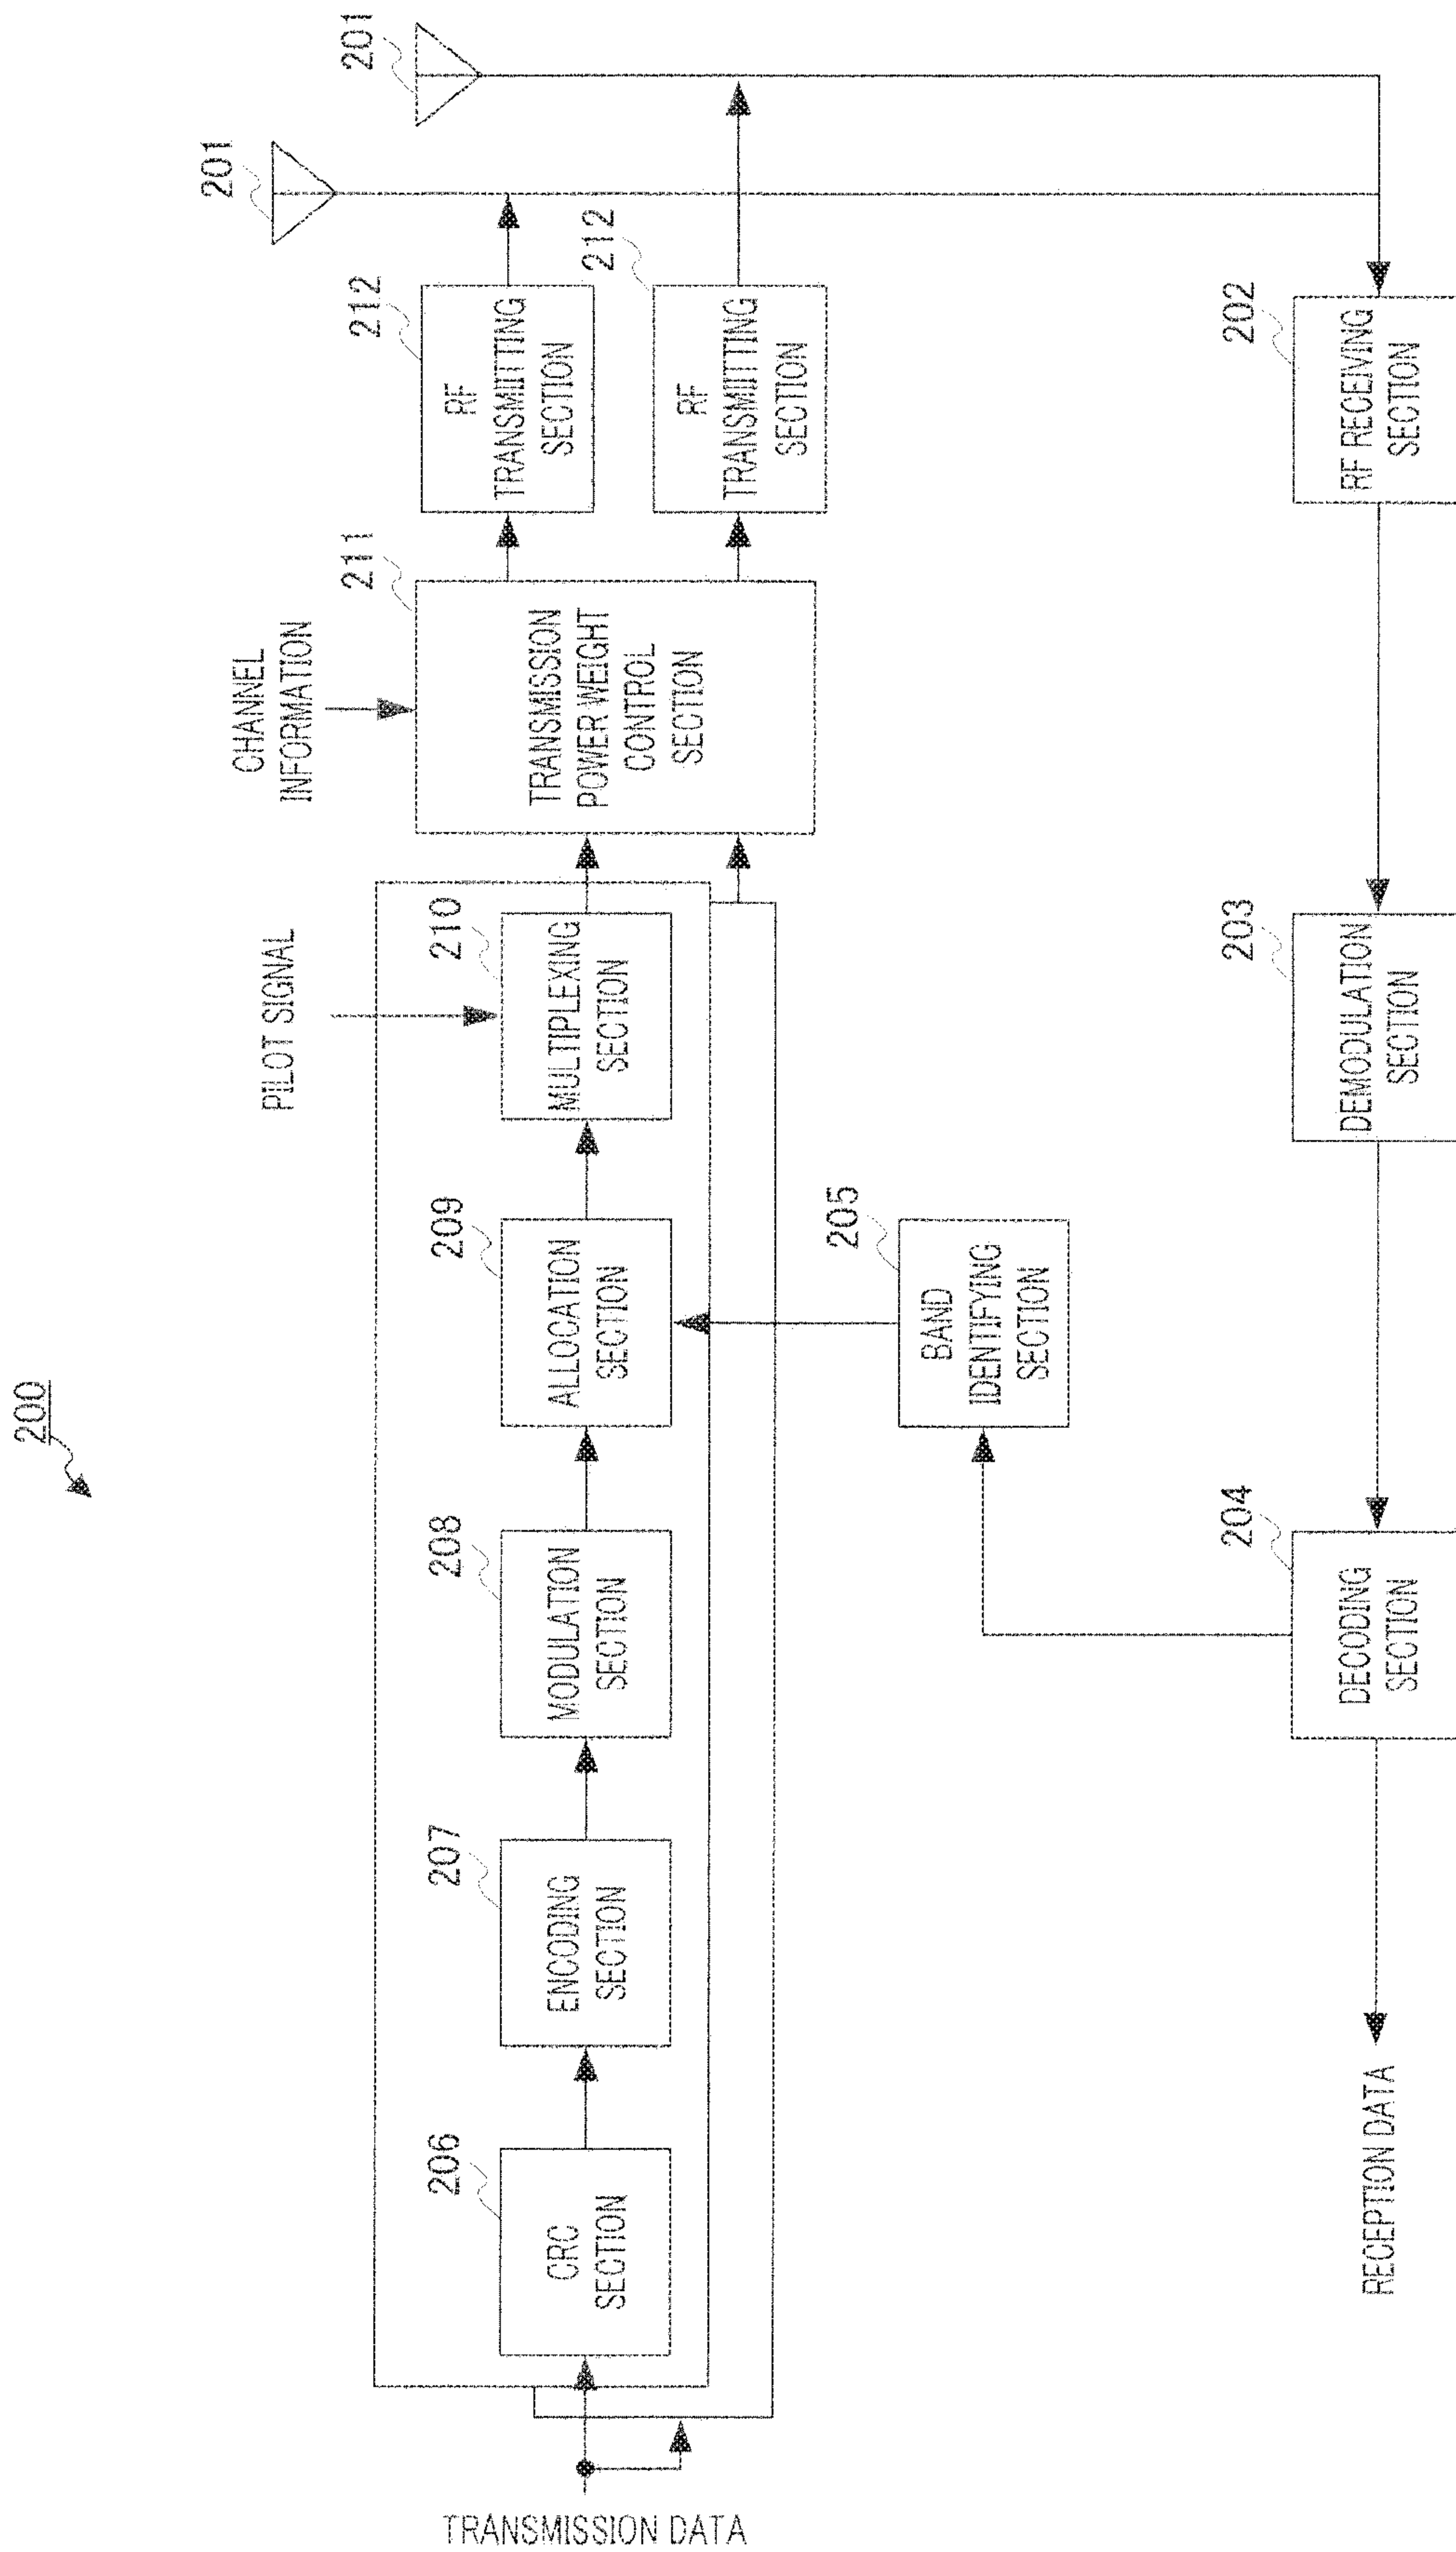 200
201
201
CHANNEL
INFORMATION
PILOT SIGNAL
212
RF
TRANSMITTING
SECTION
212
RF
TRANSMITTING
SECTION
211
TRANSMISSION
POWER WEIGHT
CONTROL
SECTION
210
MULTIPLEXING
SECTION
209
ALLOCATION
SECTION
208
MODULATION
SECTION
207
ENCODING
SECTION
206
CRC
SECTION
TRANSMISSION DATA
205
BAND
IDENTIFYING
SECTION
202
RF RECEIVING
SECTION
203
DEMODULATION
SECTION
204
DECODING
SECTION
RECEPTION DATA